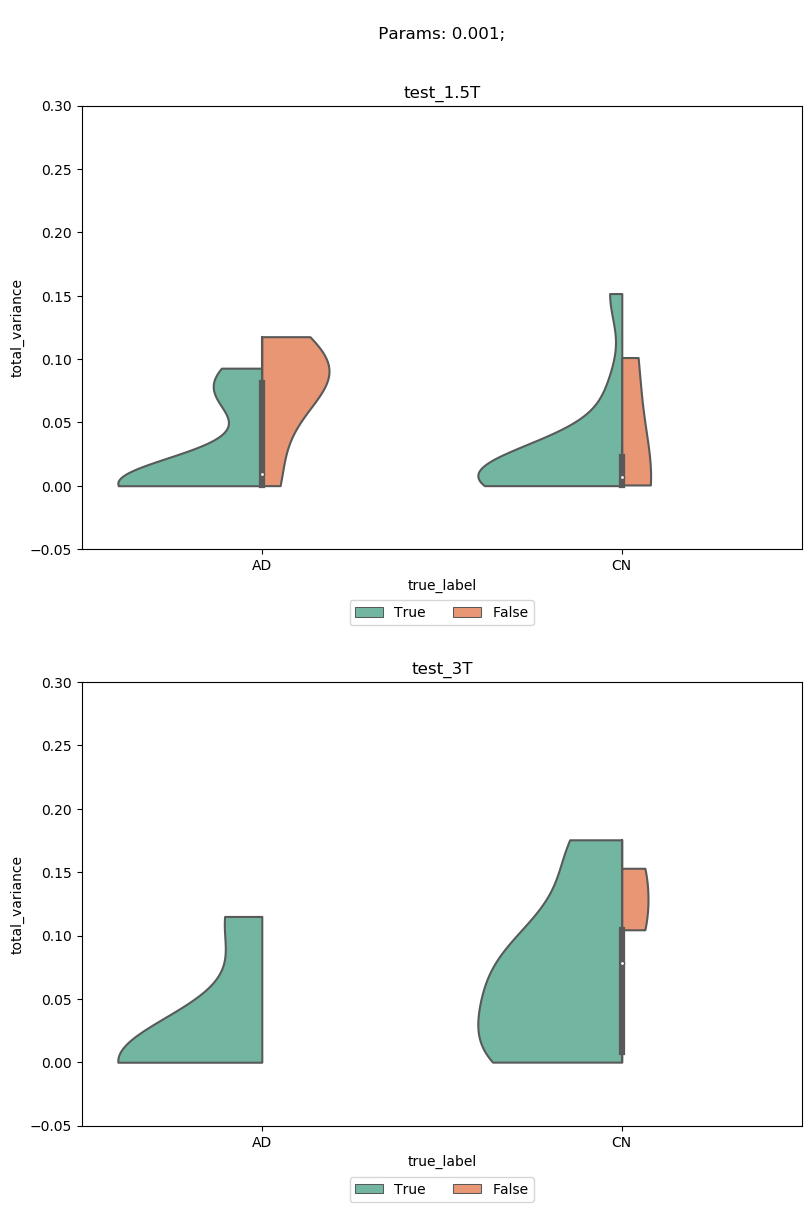 Params: 0.001;
test_1.5T
0.30
0.25
0.20
0.15
0.10
0.05
0.00
−0.05
total_variance
AD CN
true_label
True False
test_3T
0.30
0.25
0.20
0.15
0.10
0.05
0.00
−0.05
total_variance
AD CN
true_label
True False